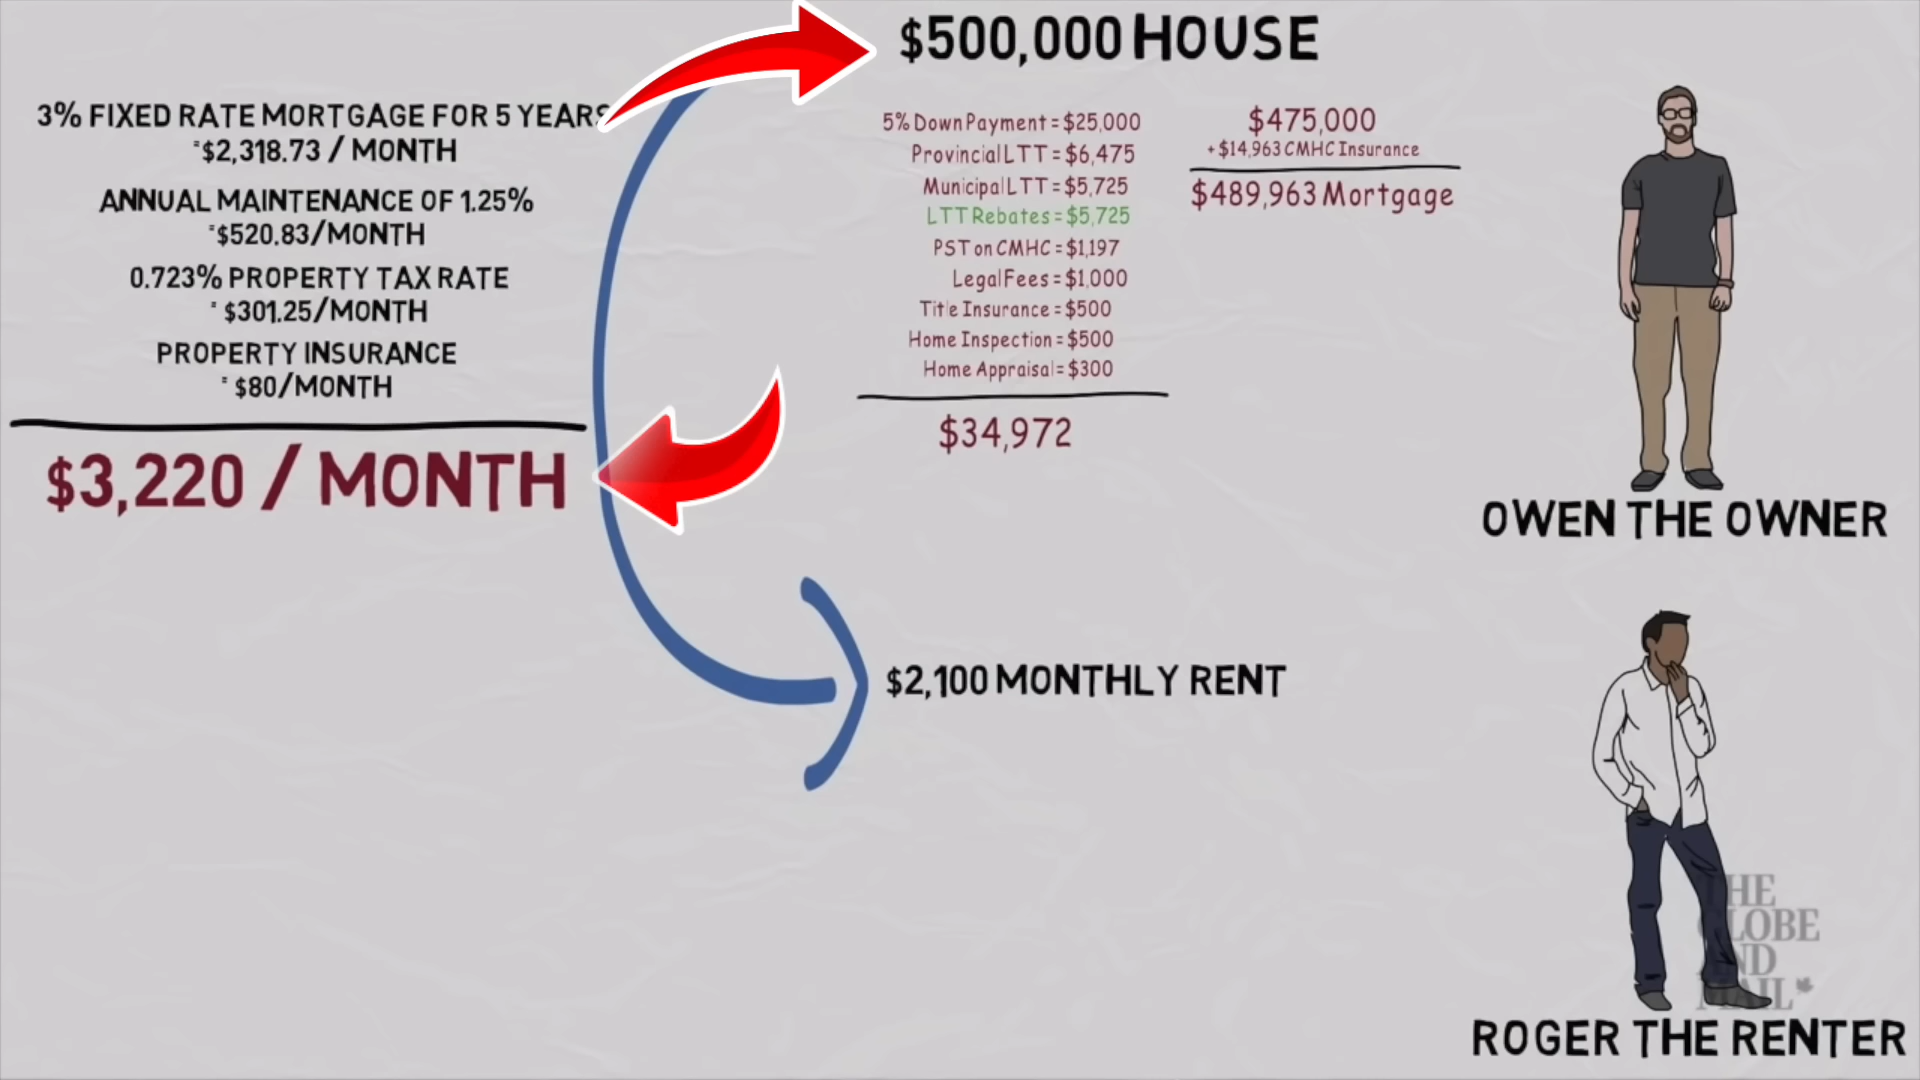 $500,000 HOUSE
3% FIXED RATE MORTGAGE FOR 5 YEARS
=$2,318.73 / MONTH
ANNUAL MAINTENANCE OF 1.25%
=$520.83/MONTH
0.723% PROPERTY TAX RATE
= $301.25/MONTH
PROPERTY INSURANCE
= $80/MONTH
$3,220 / MONTH
5% Down Payment = $25,000
Provincial LTT = $6,475
Municipal LTT = $5,725
LTT Rebates = $5,725
PST on CMHC = $1,197
Legal Fees = $1,000
Title Insurance = $500
Home Inspection = $500
Home Appraisal = $300
$34,972
$475,000
+ $14,963 CMHC Insurance
$489,963 Mortgage
OWEN THE OWNER
$2,100 MONTHLY RENT
THE
GLOBE
AND
MAIL
ROGER THE RENTER